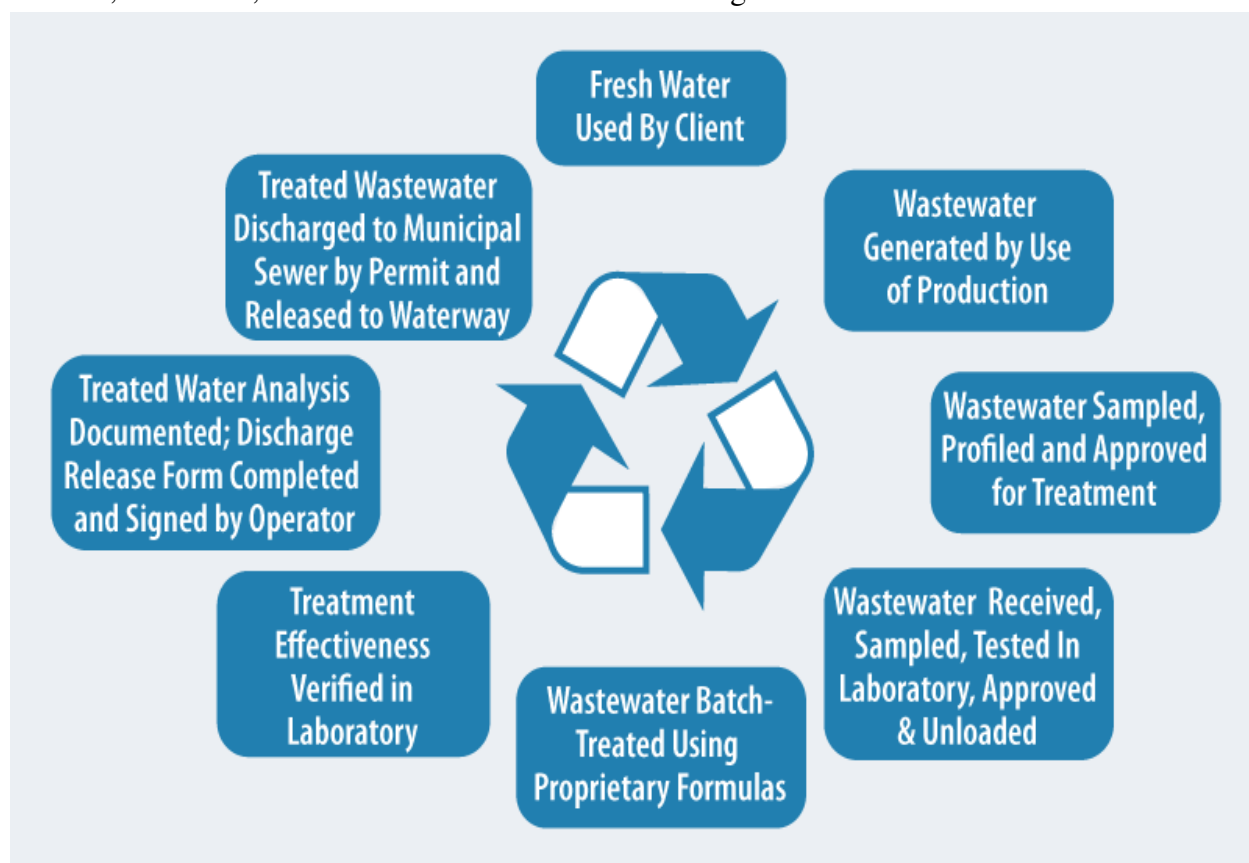 Fresh Water
Used By Client
Wastewater
Generated by Use
of Production
Wastewater Sampled,
Profiled and Approved
for Treatment
Wastewater Received,
Sampled, Tested In
Laboratory, Approved
& Unloaded
Wastewater Batch-
Treated Using
Proprietary Formulas
Treatment
Effectiveness
Verified in
Laboratory
Treated Water Analysis
Documented; Discharge
Release Form Completed
and Signed by Operator
Treated Wastewater
Discharged to Municipal
Sewer by Permit and
Released to Waterway